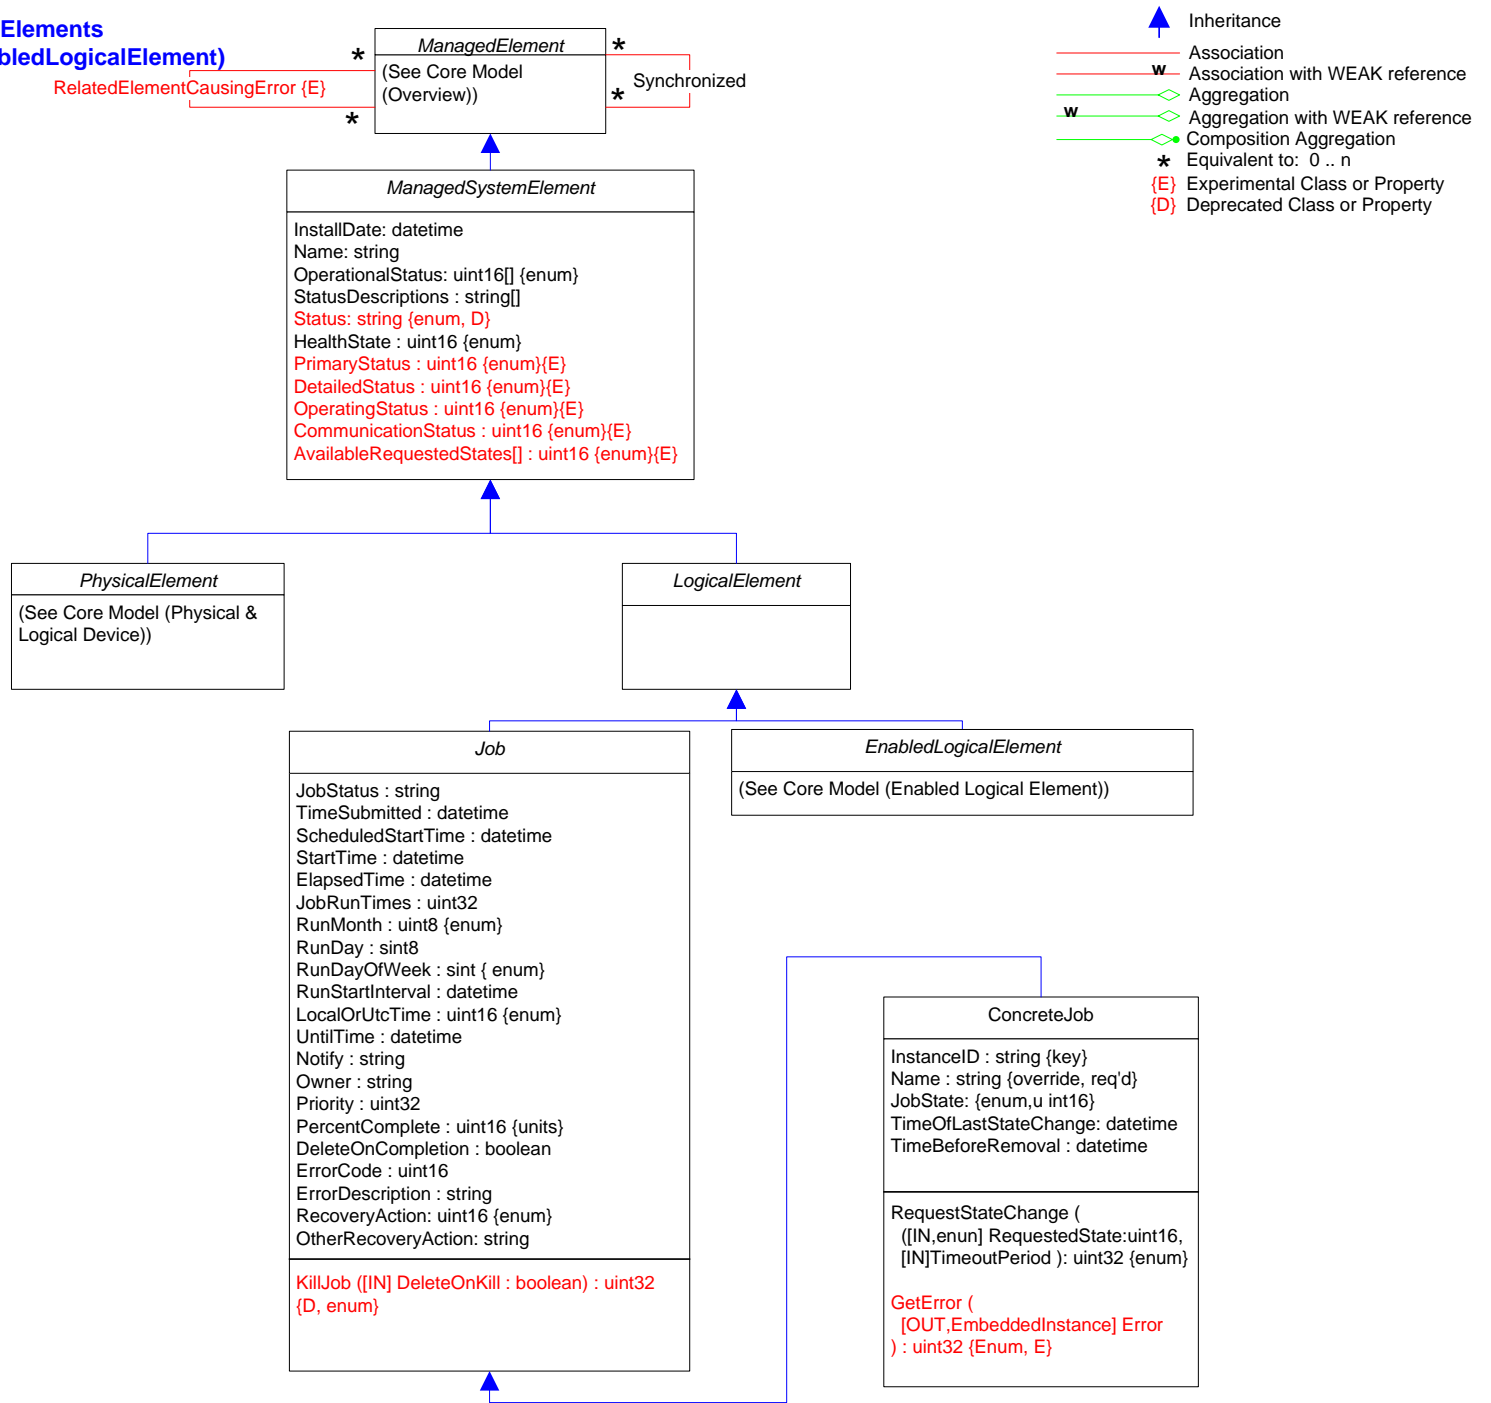 Elements
bledLogicalElement)
RelatedElementCausingError {E}
*
*
ManagedElement
(See Core Model
(Overview))
*
*
Synchronized
Inheritance
Association
w Association with WEAK reference
Aggregation
w Aggregation with WEAK reference
Composition Aggregation
* Equivalent to: 0 .. n
{E} Experimental Class or Property
{D} Deprecated Class or Property
ManagedSystemElement
InstallDate: datetime
Name: string
OperationalStatus: uint16[] {enum}
StatusDescriptions : string[]
Status: string {enum, D}
HealthState : uint16 {enum}
PrimaryStatus : uint16 {enum}{E}
DetailedStatus : uint16 {enum}{E}
OperatingStatus : uint16 {enum}{E}
CommunicationStatus : uint16 {enum}{E}
AvailableRequestedStates[] : uint16 {enum}{E}
PhysicalElement
(See Core Model (Physical &
Logical Device))
LogicalElement
Job
JobStatus : string
TimeSubmitted : datetime
ScheduledStartTime : datetime
StartTime : datetime
ElapsedTime : datetime
JobRunTimes : uint32
RunMonth : uint8 {enum}
RunDay : sint8
RunDayOfWeek : sint { enum}
RunStartInterval : datetime
LocalOrUtcTime : uint16 {enum}
UntilTime : datetime
Notify : string
Owner : string
Priority : uint32
PercentComplete : uint16 {units}
DeleteOnCompletion : boolean
ErrorCode : uint16
ErrorDescription : string
RecoveryAction: uint16 {enum}
OtherRecoveryAction: string
KillJob ([IN] DeleteOnKill : boolean) : uint32
{D, enum}
EnabledLogicalElement
(See Core Model (Enabled Logical Element))
ConcreteJob
InstanceID : string {key}
Name : string {override, req'd}
JobState: {enum,u int16}
TimeOfLastStateChange: datetime
TimeBeforeRemoval : datetime
RequestStateChange (
([IN,enun] RequestedState:uint16,
[IN]TimeoutPeriod ): uint32 {enum}
GetError (
[OUT,EmbeddedInstance] Error
) : uint32 {Enum, E}